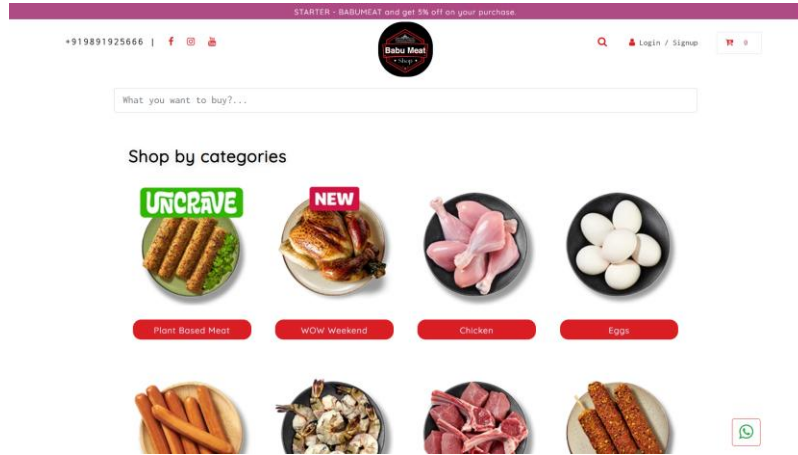 STARTER - BABUMEAT and get 5% off on your purchase.
+919891925666 |
Babu Meat
• Shop •
Login / Signup
0
What you want to buy?...
Shop by categories
UNCRAVE
NEW
Plant Based Meat
WOW Weekend
Chicken
Eggs